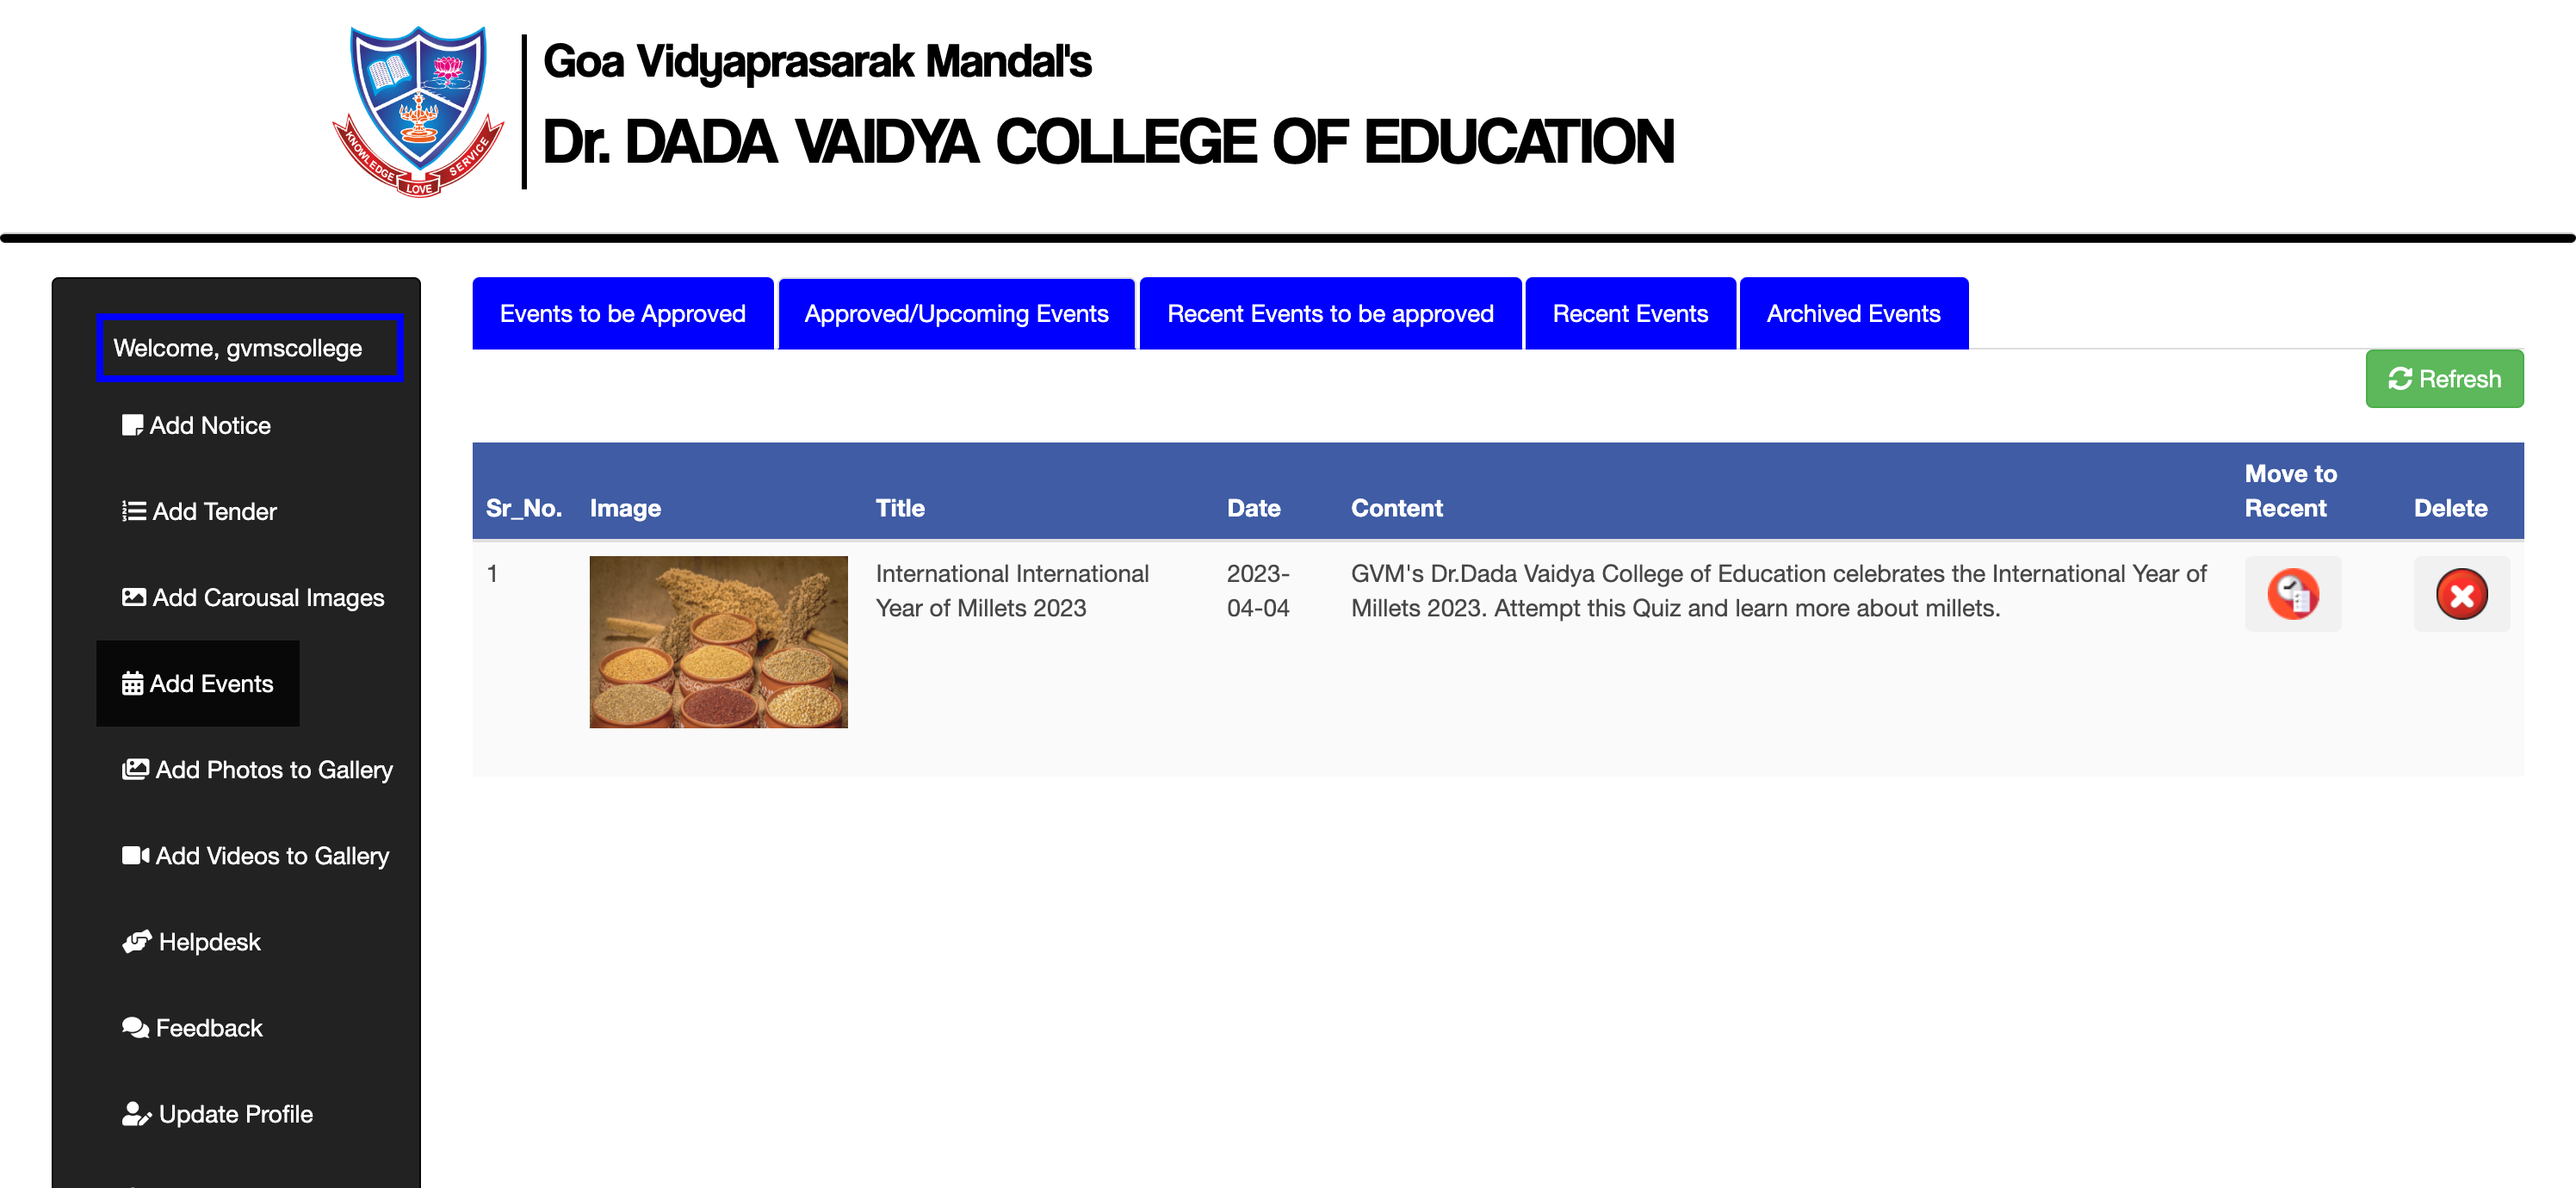 Goa Vidyaprasarak Mandal's
Dr. DADA VAIDYA COLLEGE OF EDUCATION
KNOWLEDGE LOVE SERVICE
Welcome, gvmscollege
Add Notice
Add Tender
Add Carousal Images
Add Events
Add Photos to Gallery
Add Videos to Gallery
Helpdesk
Feedback
Update Profile
Events to be Approved
Approved/Upcoming Events
Recent Events to be approved
Recent Events
Archived Events
Refresh
Sr_No. Image Title Date Content Move to
Recent Delete
1 International International 2023- GVM's Dr.Dada Vaidya College of Education celebrates the International Year of
Year of Millets 2023 04-04 Millets 2023. Attempt this Quiz and learn more about millets.